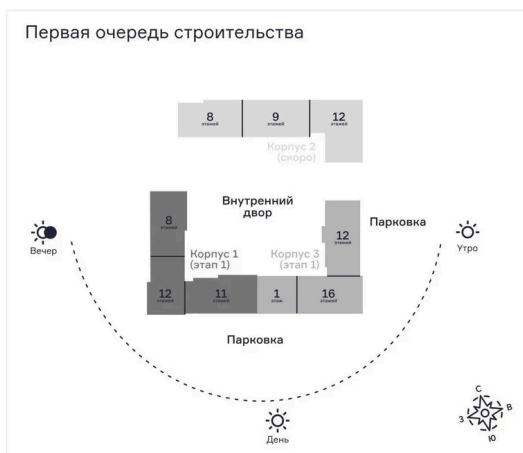 Первая очередь строительства
8
этажей
9
этажей
12
этажей
Корпус 2
(скоро)
Внутренний
двор
8
этажей
12
этажей
Парковка
Вечер
Утро
Корпус 1
(этап 1)
Корпус 3
(этап 1)
12
этажей
11
этажей
1
этаж
16
этажей
Парковка
День
С
В
З
Ю